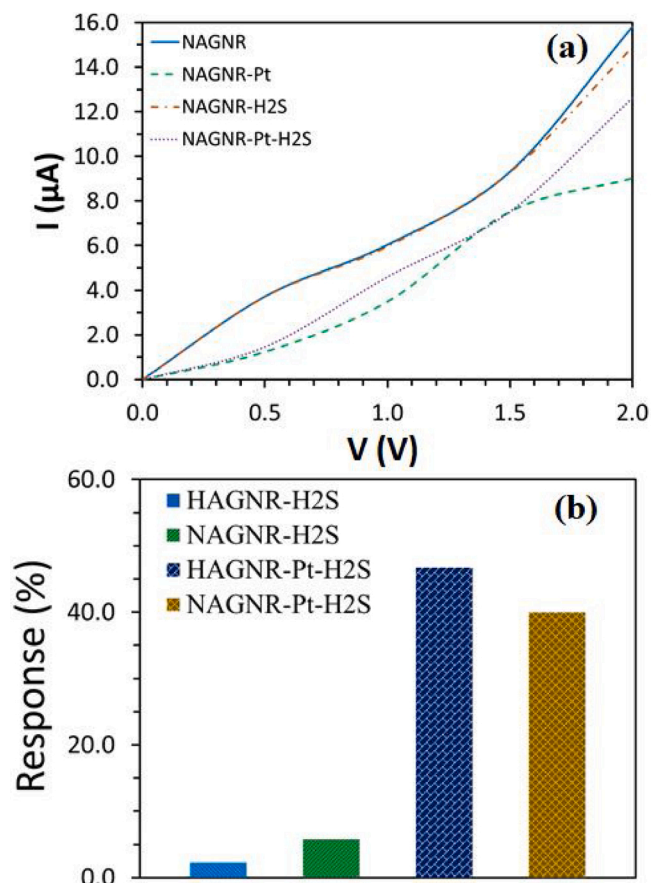 16.0
(a)
NAGNR
14.0
NAGNR-Pt
12.0
NAGNR-H2S
10.0
NAGNR-Pt-H2S
I (µA)
8.0
6.0
4.0
2.0
0.0
0.0 0.5 1.0 1.5 2.0
V (V)
60.0
(b)
HAGNR-H2S
NAGNR-H2S
HAGNR-Pt-H2S
NAGNR-Pt-H2S
Response (%)
40.0
20.0
0.0